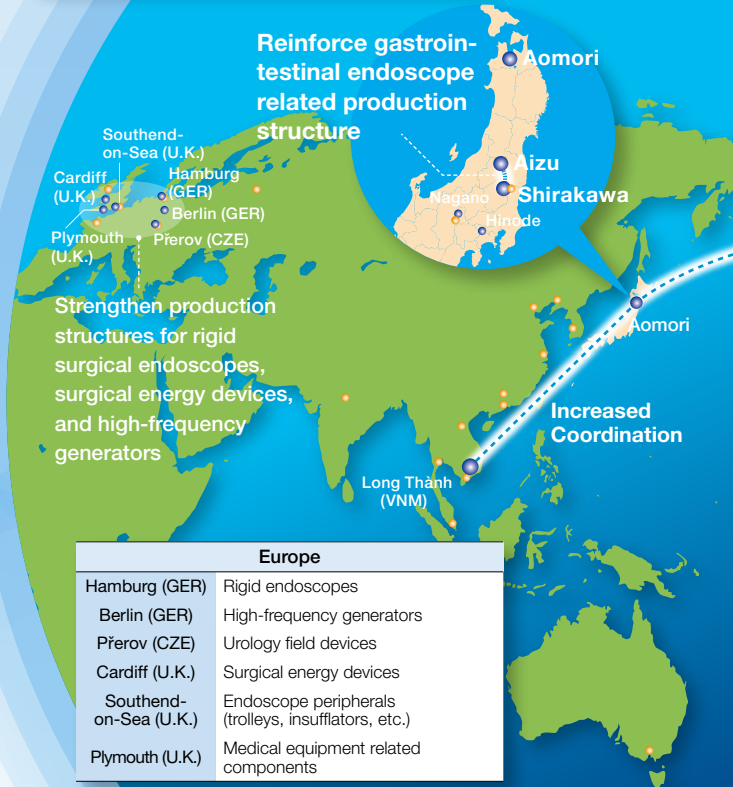 Reinforce gastroin-
testinal endoscope
related production
structure
Aomori
Aizu
Shirakawa
Nagano
Hinode
Southend-
on-Sea (U.K.)
Cardiff
(U.K.)
Hamburg
(GER)
Berlin (GER)
Plymouth
(U.K.)
Přerov (CZE)
Strengthen production
structures for rigid
surgical endoscopes,
surgical energy devices,
and high-frequency
generators
Aomori
Increased
Coordination
Long Thành
(VNM)
Europe
Hamburg (GER) Rigid endoscopes
Berlin (GER) High-frequency generators
Přerov (CZE) Urology field devices
Cardiff (U.K.) Surgical energy devices
Southend- Endoscope peripherals
on-Sea (U.K.) (trolleys, insufflators, etc.)
Plymouth (U.K.) Medical equipment related
components